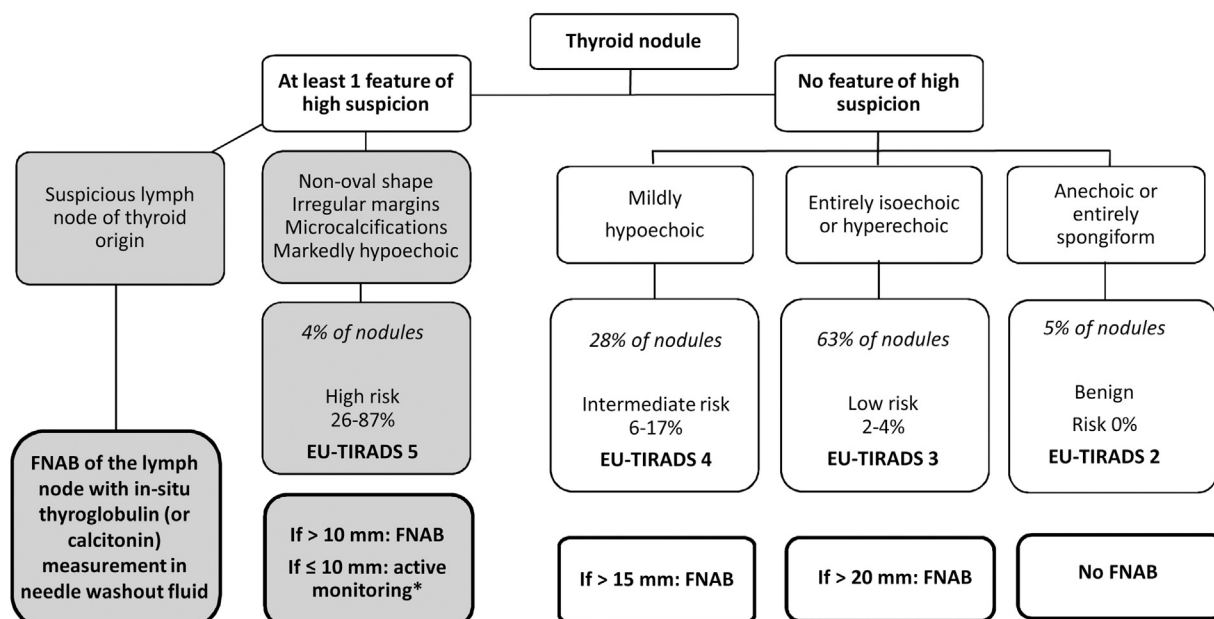 Thyroid nodule
At least 1 feature of
high suspicion
No feature of high
suspicion
Suspicious lymph
node of thyroid
origin
Non-oval shape
Irregular margins
Microcalcifications
Markedly hypoechoic
Mildly
hypoechoic
Entirely isoechoic
or hyperechoic
Anechoic or
entirely
spongiform
4% of nodules
High risk
26-87%
EU-TIRADS 5
28% of nodules
Intermediate risk
6-17%
EU-TIRADS 4
63% of nodules
Low risk
2-4%
EU-TIRADS 3
5% of nodules
Benign
Risk 0%
EU-TIRADS 2
FNAB of the lymph
node with in-situ
thyroglobulin (or
calcitonin)
measurement in
needle washout fluid
If > 10 mm: FNAB
If ≤ 10 mm: active
monitoring*
If > 15 mm: FNAB
If > 20 mm: FNAB
No FNAB